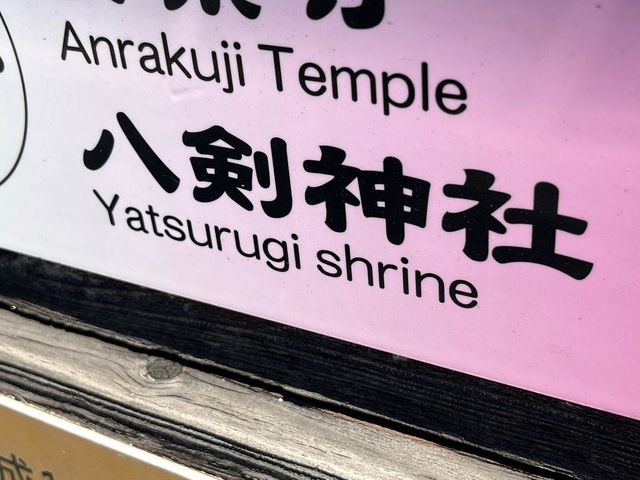 Anrakuji Temple
八剣神社
Yatsurugi shrine